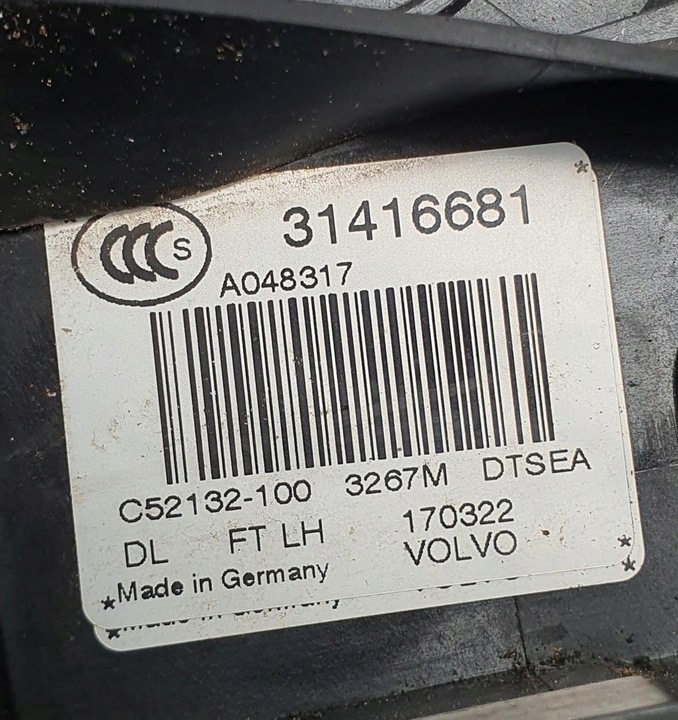 CCC S 31416681
A048317
C52132-100 3267M DTSEA
DL FT LH 170322
VOLVO
*Made in Germany